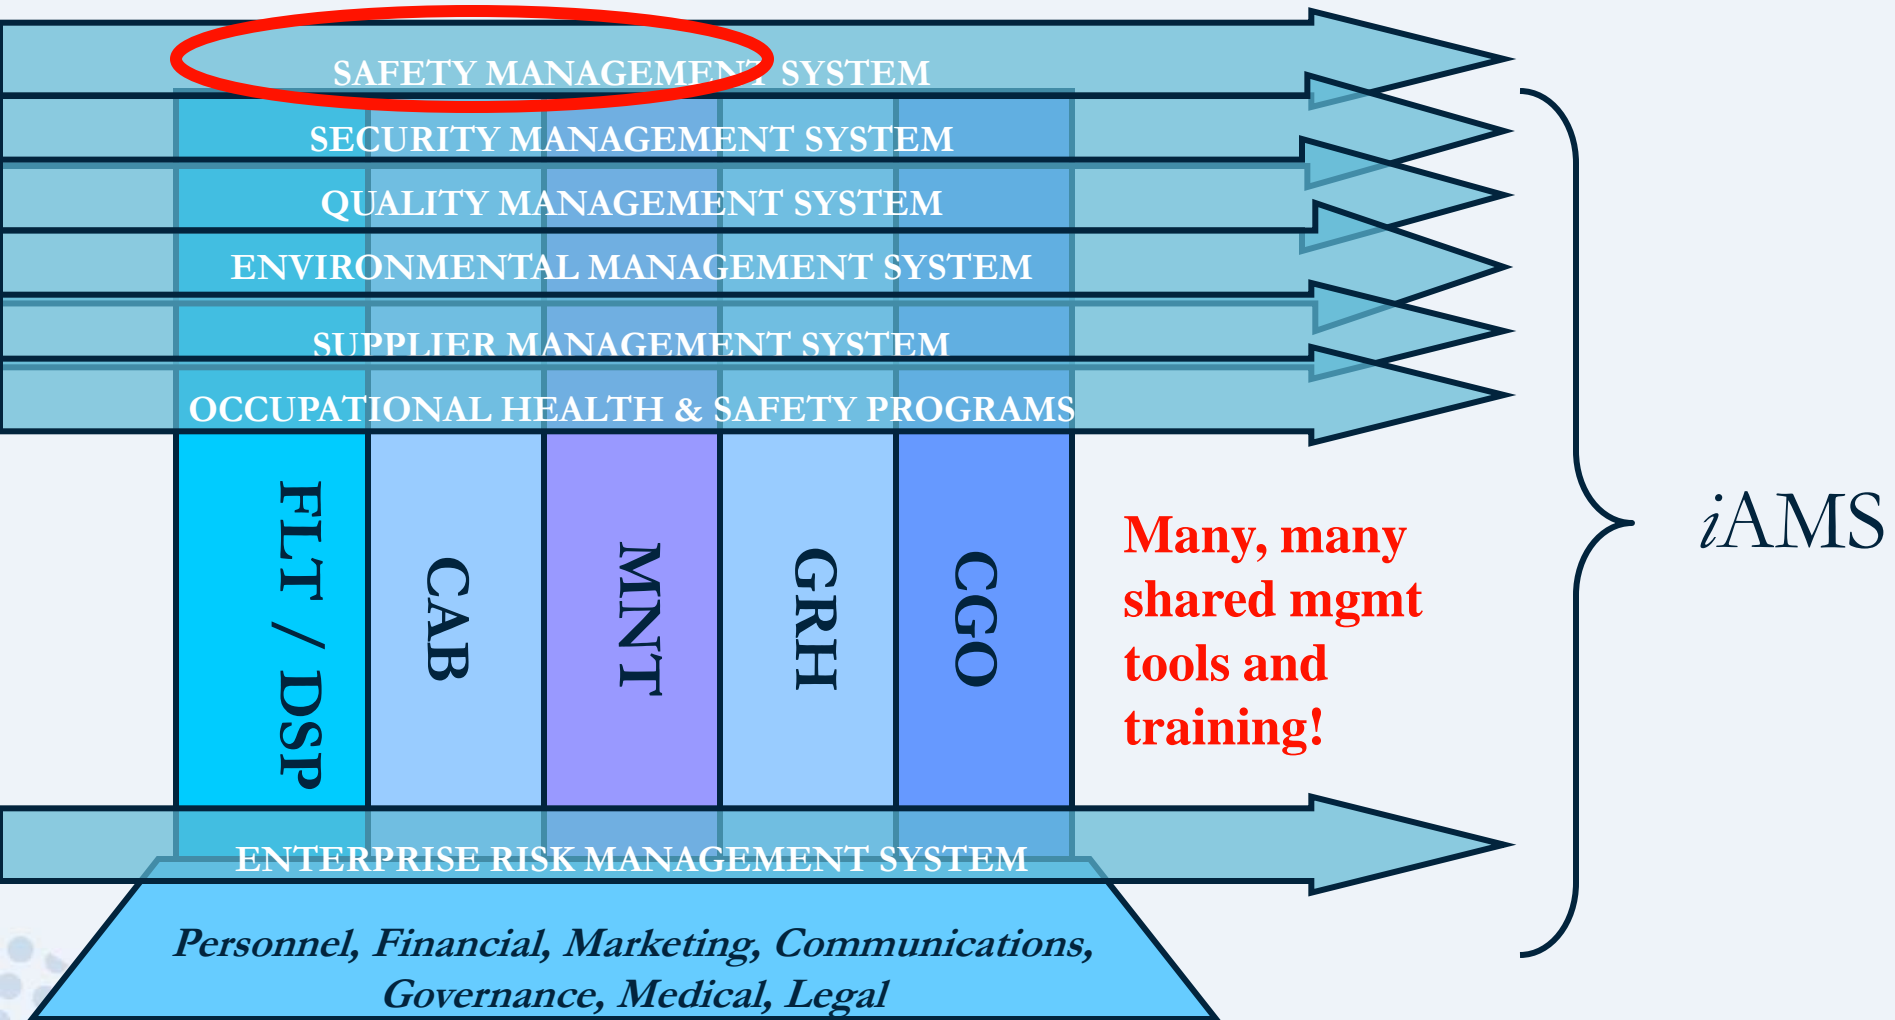 SAFETY MANAGEMENT SYSTEM
SECURITY MANAGEMENT SYSTEM
QUALITY MANAGEMENT SYSTEM
ENVIRONMENTAL MANAGEMENT SYSTEM
SUPPLIER MANAGEMENT SYSTEM
OCCUPATIONAL HEALTH & SAFETY PROGRAMS
FLT / DSP
CAB
MNT
GRH
CGO
Many, many
shared mgmt
tools and
training!
iAMS
ENTERPRISE RISK MANAGEMENT SYSTEM
Personnel, Financial, Marketing, Communications,
Governance, Medical, Legal